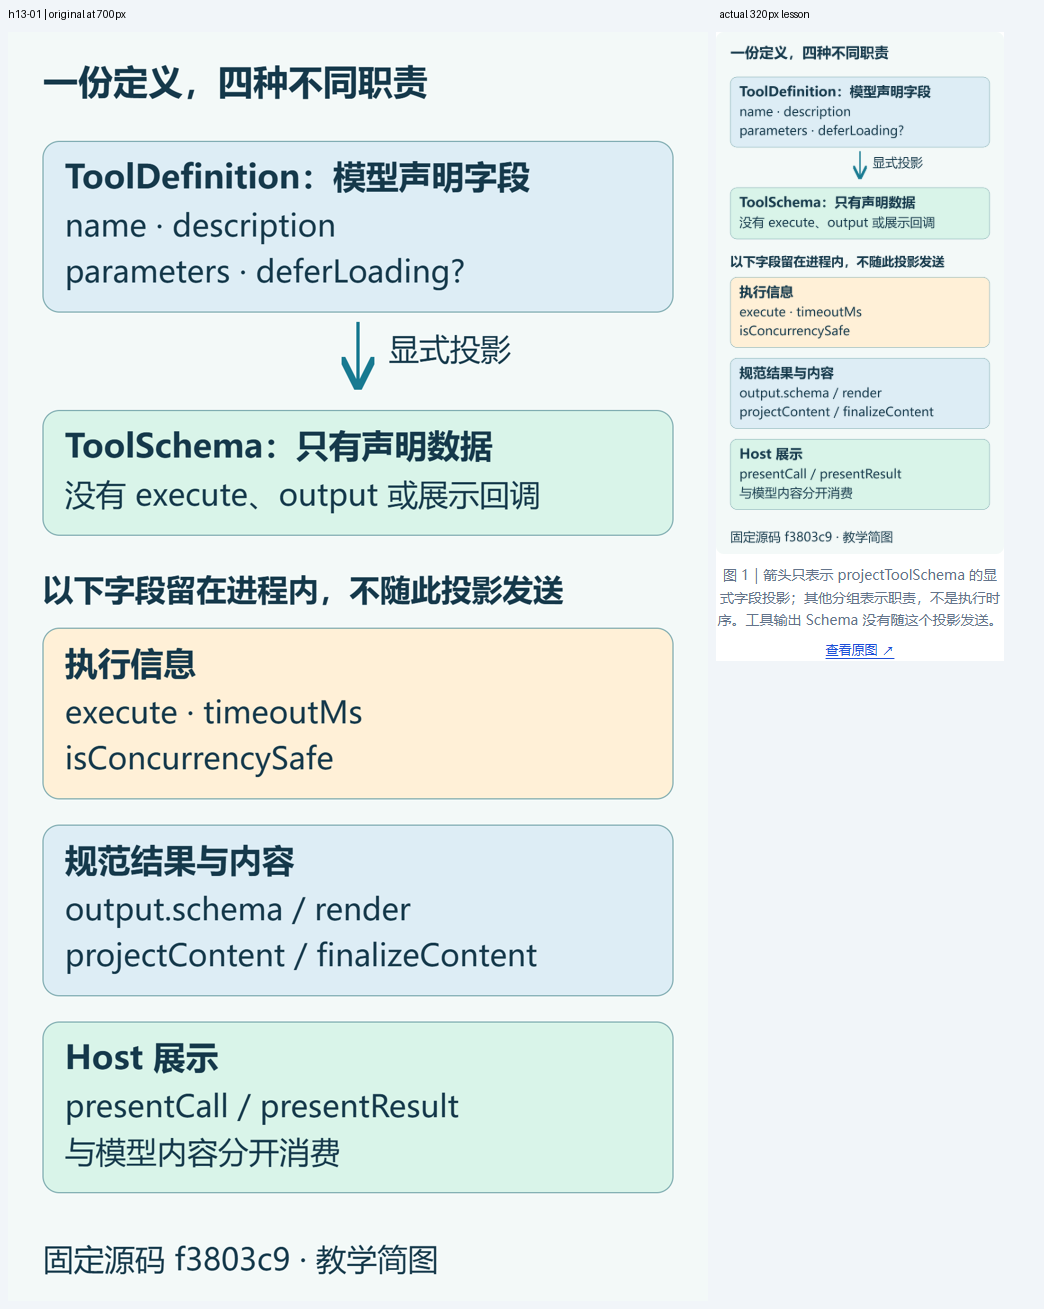 h13-01 | original at 700px
一份定义，四种不同职责
ToolDefinition：模型声明字段
name · description
parameters · deferLoading?
显式投影
ToolSchema：只有声明数据
没有 execute、output 或展示回调
以下字段留在进程内，不随此投影发送
执行信息
execute · timeoutMs
isConcurrencySafe
规范结果与内容
output.schema / render
projectContent / finalizeContent
Host 展示
presentCall / presentResult
与模型内容分开消费
固定源码 f3803c9 · 教学简图
actual 320px lesson
一份定义，四种不同职责
ToolDefinition：模型声明字段
name · description
parameters · deferLoading?
显式投影
ToolSchema：只有声明数据
没有 execute、output 或展示回调
以下字段留在进程内，不随此投影发送
执行信息
execute · timeoutMs
isConcurrencySafe
规范结果与内容
output.schema / render
projectContent / finalizeContent
Host 展示
presentCall / presentResult
与模型内容分开消费
固定源码 f3803c9 · 教学简图
图 1｜箭头只表示 projectToolSchema 的显
式字段投影；其他分组表示职责，不是执行时
序。工具输出 Schema 没有随这个投影发送。
查看原图 ↗